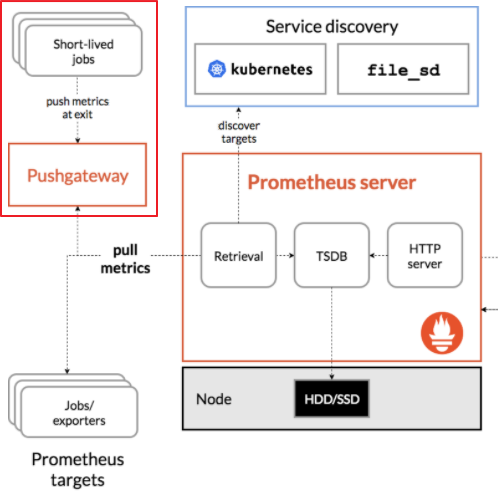 Short-lived
jobs
push metrics
at exit
Pushgateway
Service discovery
kubernetes
file_sd
discover
targets
Prometheus server
pull
metrics
Retrieval
TSDB
HTTP
server
Node
HDD/SSD
Jobs/
exporters
Prometheus
targets